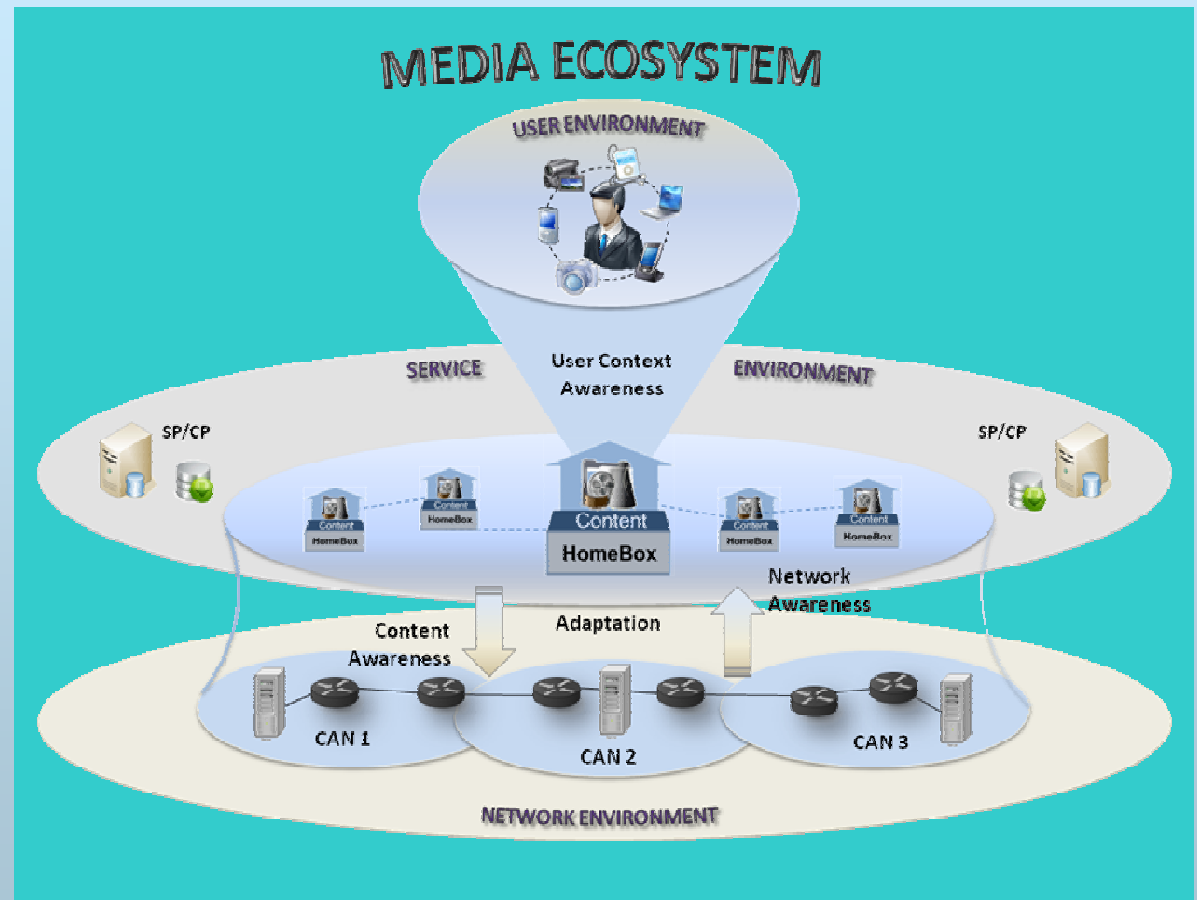 MEDIA ECOSYSTEM
USER ENVIRONMENT
User Context
Awareness
SERVICE
ENVIRONMENT
SP/CP
SP/CP
Content
HomeBox
Content
HomeBox
Content
HomeBox
Content
HomeBox
Content
HomeBox
Network
Awareness
Adaptation
Content
Awareness
CAN 1
CAN 2
CAN 3
NETWORK ENVIRONMENT